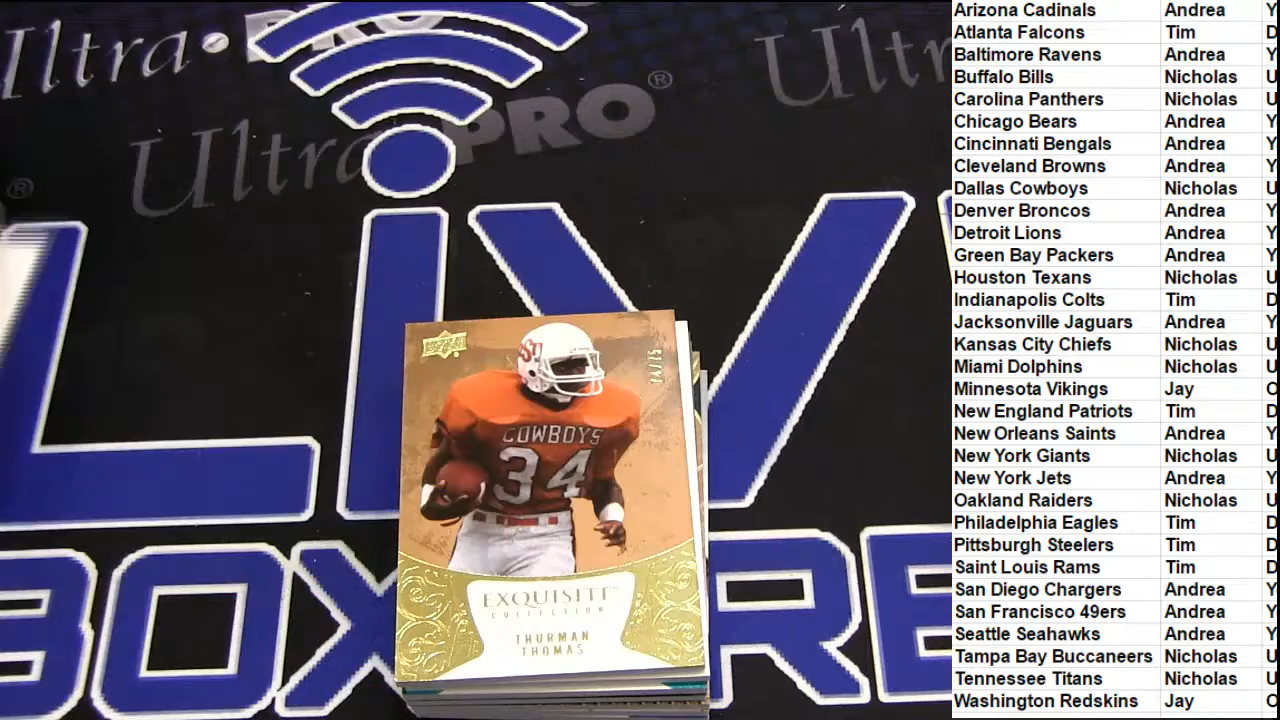 Ultra•PRO
Ultra
Ultra PRO®
®
LIV
BOX
RE
OSU
COWBOYS
34
EXQUISITE
COLLECTION
THURMAN
THOMAS
Arizona Cadinals Andrea Y
Atlanta Falcons Tim D
Baltimore Ravens Andrea Y
Buffalo Bills Nicholas U
Carolina Panthers Nicholas U
Chicago Bears Andrea Y
Cincinnati Bengals Andrea Y
Cleveland Browns Andrea Y
Dallas Cowboys Nicholas U
Denver Broncos Andrea Y
Detroit Lions Andrea Y
Green Bay Packers Andrea Y
Houston Texans Nicholas U
Indianapolis Colts Tim D
Jacksonville Jaguars Andrea Y
Kansas City Chiefs Nicholas U
Miami Dolphins Nicholas U
Minnesota Vikings Jay
New England Patriots Tim D
New Orleans Saints Andrea Y
New York Giants Nicholas U
New York Jets Andrea Y
Oakland Raiders Nicholas U
Philadelphia Eagles Tim D
Pittsburgh Steelers Tim D
Saint Louis Rams Tim D
San Diego Chargers Andrea Y
San Francisco 49ers Andrea Y
Seattle Seahawks Andrea Y
Tampa Bay Buccaneers Nicholas U
Tennessee Titans Nicholas U
Washington Redskins Jay